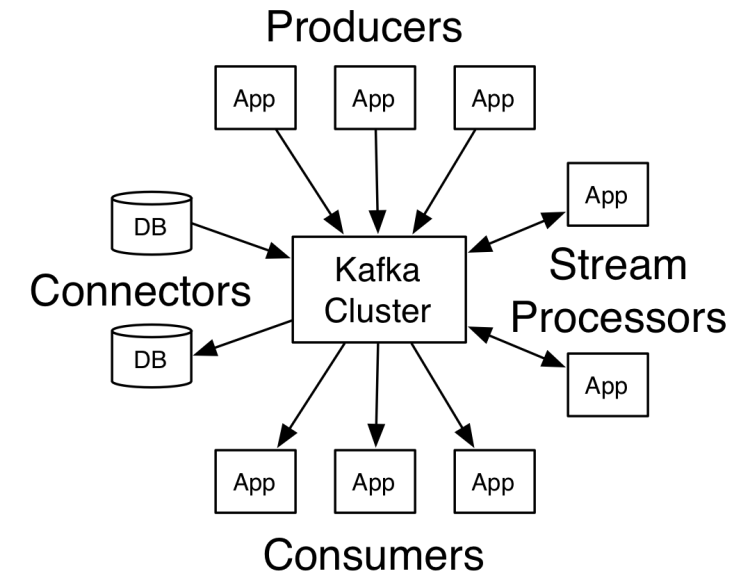 Producers
App
App
App
DB
App
Kafka
Cluster
Connectors
Stream
Processors
DB
App
App
App
App
Consumers